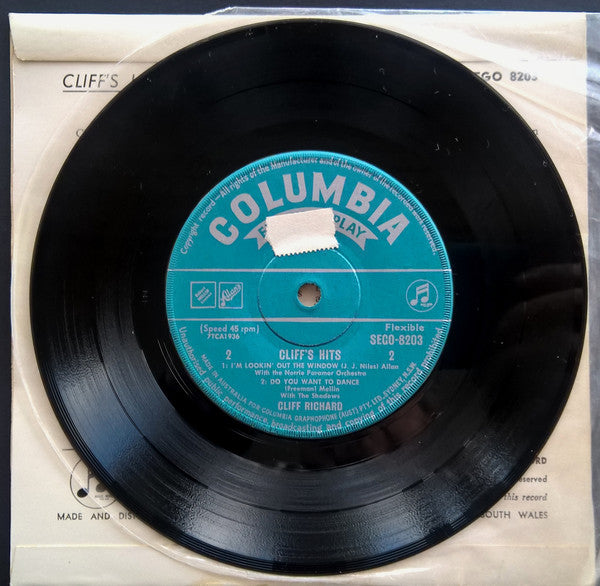 CLIFF'S
SEGO 8203
Copyright record—All rights of the Manufacturer and of the owner of the recorded work reserved.
COLUMBIA
PLAY
Albert's
(Speed 45 rpm)
7TCA1936
Flexible
SEGO-8203
2 CLIFF'S HITS 2
1: I'M LOOKIN' OUT THE WINDOW (J. J. Niles) Allan
With the Norrie Paramor Orchestra
2: DO YOU WANT TO DANCE
(Freeman) Mellin
With The Shadows
CLIFF RICHARD
MADE IN AUSTRALIA FOR COLUMBIA GRAPHOPHONE (AUST) PTY. LTD., SYDNEY, N.S.W.
Unauthorised public performance, broadcasting and copying of this record prohibited
RD
reserved
this record
MADE AND DIS
SOUTH WALES